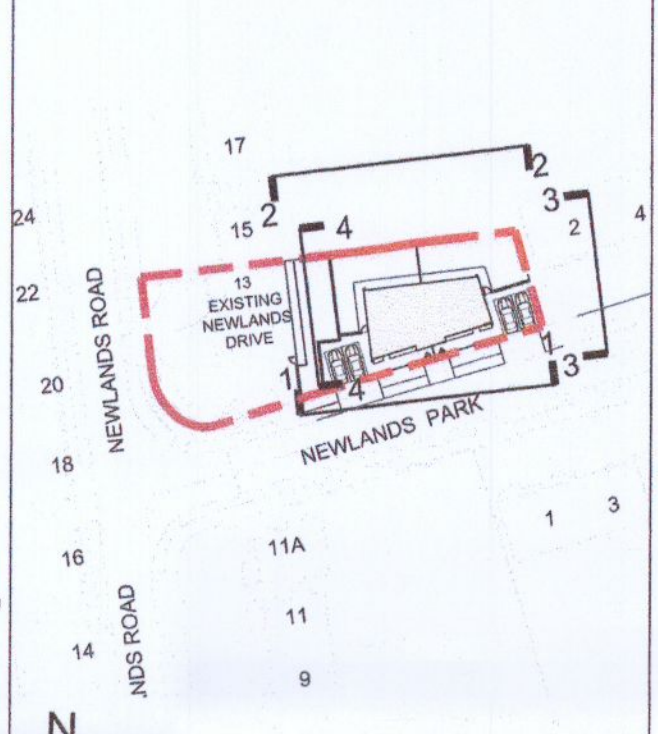 17
2
2
3
24
15
4
2
4
22
13
EXISTING
NEWLANDS
DRIVE
NEWLANDS ROAD
20
1
4
1
3
NEWLANDS PARK
18
1
3
16
11A
11
14
NDS ROAD
9
N